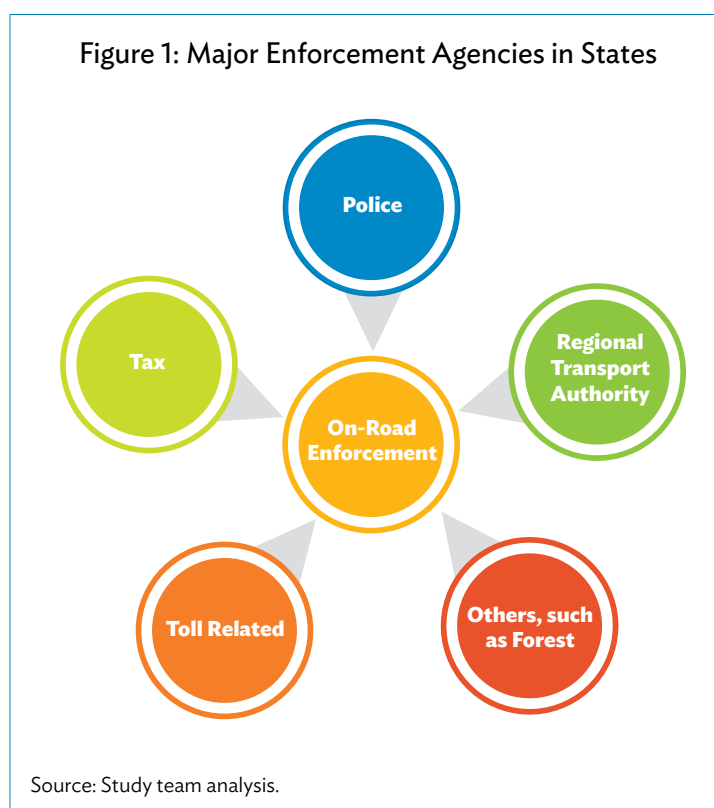 Figure 1: Major Enforcement Agencies in States
Police
Tax
Regional
Transport
Authority
On-Road
Enforcement
Toll Related
Others, such
as Forest
Source: Study team analysis.